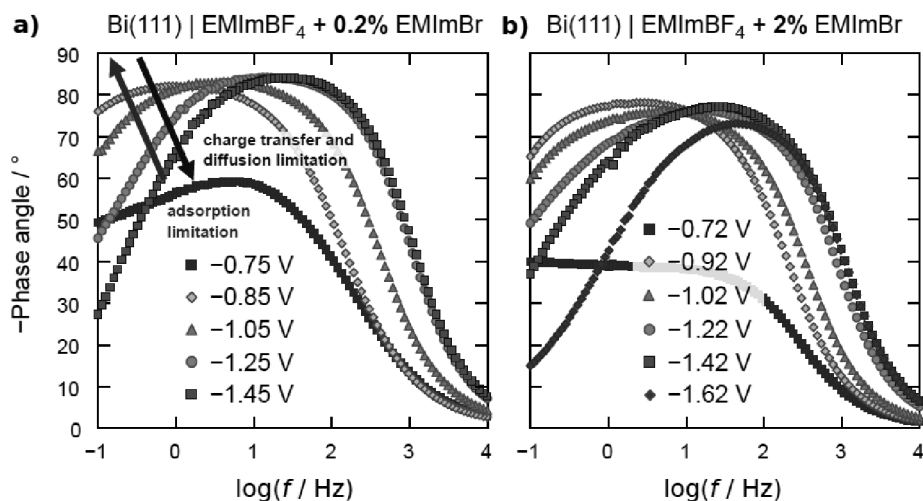 a) Bi(111) | EMImBF₄ + 0.2% EMImBr
–Phase angle / °
90
80
70
60
50
40
30
20
10
0
charge transfer and
diffusion limitation
adsorption
limitation
−0.75 V
−0.85 V
−1.05 V
−1.25 V
−1.45 V
−1 0 1 2 3 4
log(f / Hz)
b) Bi(111) | EMImBF₄ + 2% EMImBr
−0.72 V
−0.92 V
−1.02 V
−1.22 V
−1.42 V
−1.62 V
−1 0 1 2 3 4
log(f / Hz)